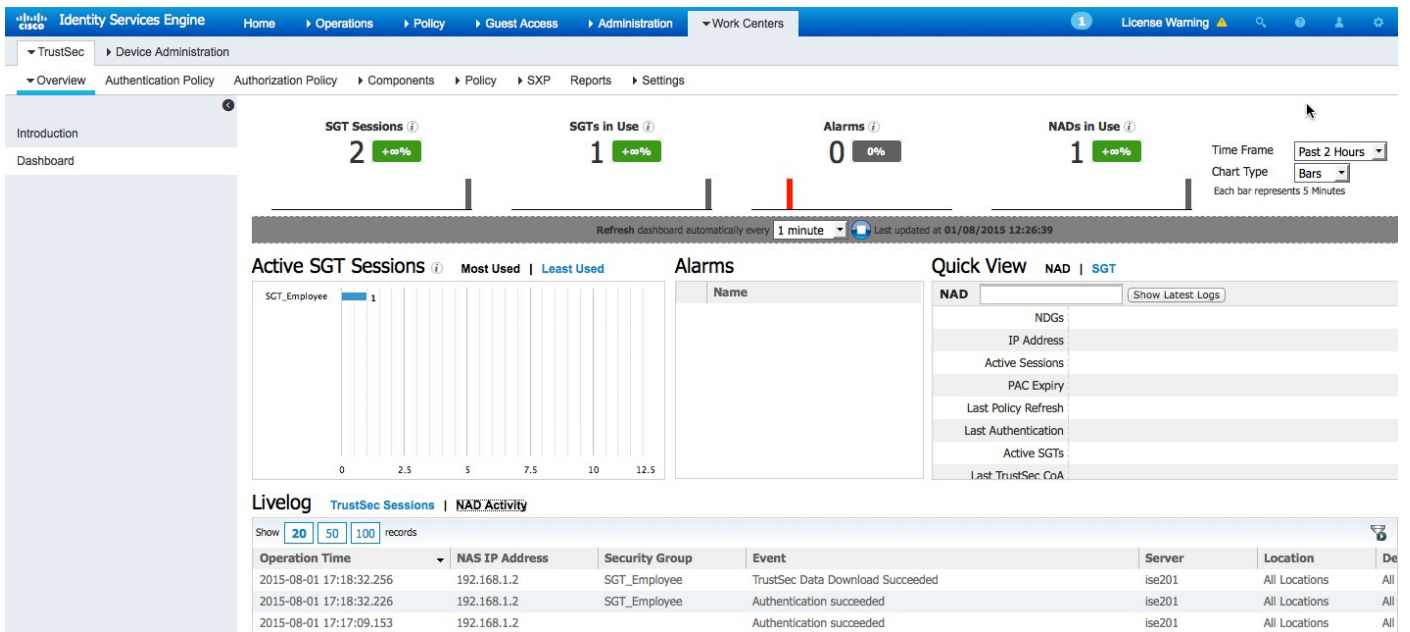 cisco Identity Services Engine Home Operations Policy Guest Access Administration Work Centers 1 License Warning
TrustSec Device Administration
Overview Authentication Policy Authorization Policy Components Policy SXP Reports Settings
Introduction
Dashboard
SGT Sessions i SGTs in Use i Alarms i NADs in Use i
2 +∞% 1 +∞% 0 0% 1 +∞%
Time Frame Past 2 Hours
Chart Type Bars
Each bar represents 5 Minutes
Refresh dashboard automatically every 1 minute Last updated at 01/08/2015 12:26:39
Active SGT Sessions i Most Used | Least Used
SGT_Employee 1
0 2.5 5 7.5 10 12.5
Alarms
Name
Quick View NAD | SGT
NAD Show Latest Logs
NDGs
IP Address
Active Sessions
PAC Expiry
Last Policy Refresh
Last Authentication
Active SGTs
Last TrustSec CoA
Livelog TrustSec Sessions | NAD Activity
Show 20 50 100 records
Operation Time NAS IP Address Security Group Event Server Location De
2015-08-01 17:18:32.256 192.168.1.2 SGT_Employee TrustSec Data Download Succeeded ise201 All Locations All
2015-08-01 17:18:32.226 192.168.1.2 SGT_Employee Authentication succeeded ise201 All Locations All
2015-08-01 17:17:09.153 192.168.1.2 Authentication succeeded ise201 All Locations All